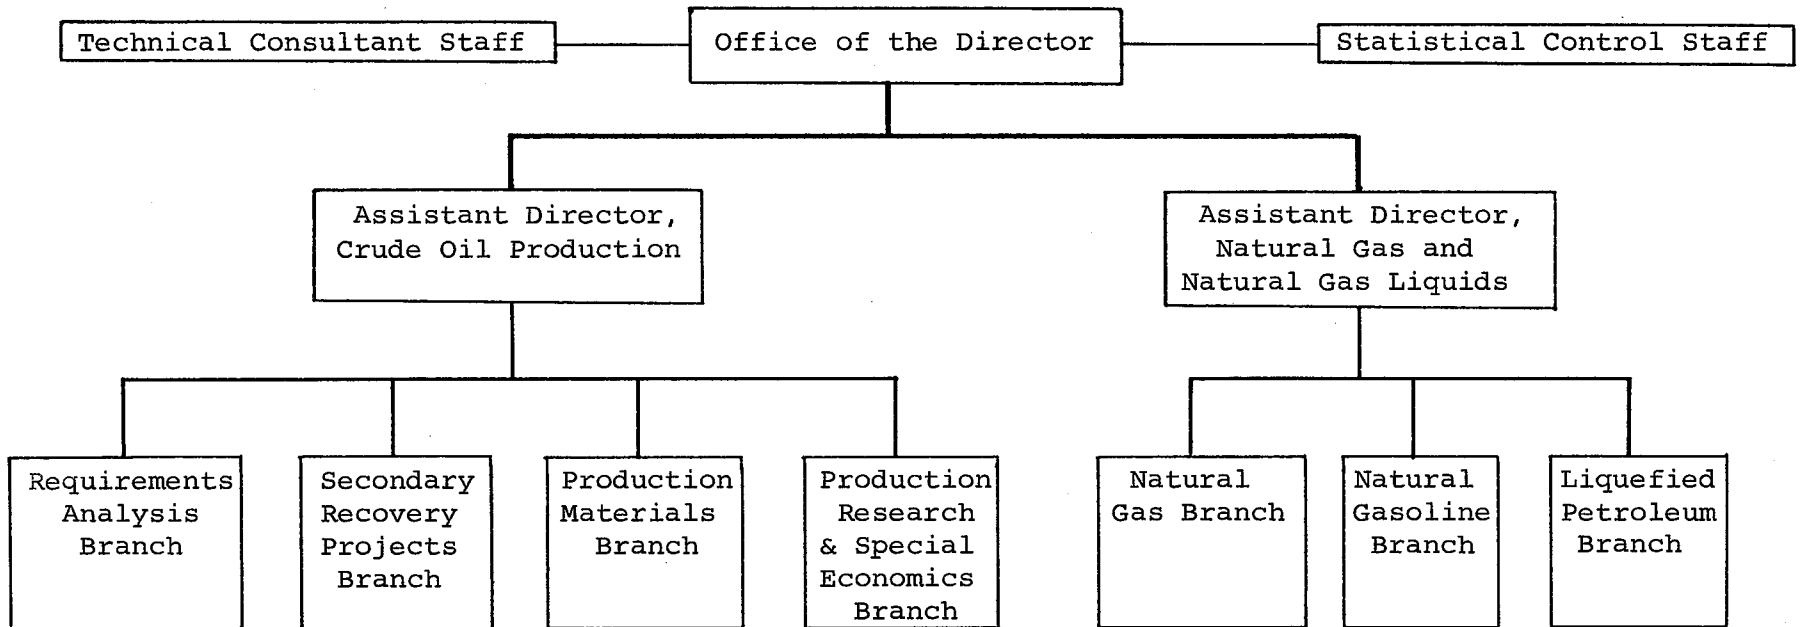 Technical Consultant Staff
Office of the Director
Statistical Control Staff
Assistant Director,
Crude Oil Production
Assistant Director,
Natural Gas and
Natural Gas Liquids
Requirements
Analysis
Branch
Secondary
Recovery
Projects
Branch
Production
Materials
Branch
Production
Research
& Special
Economics
Branch
Natural
Gas Branch
Natural
Gasoline
Branch
Liquefied
Petroleum
Branch